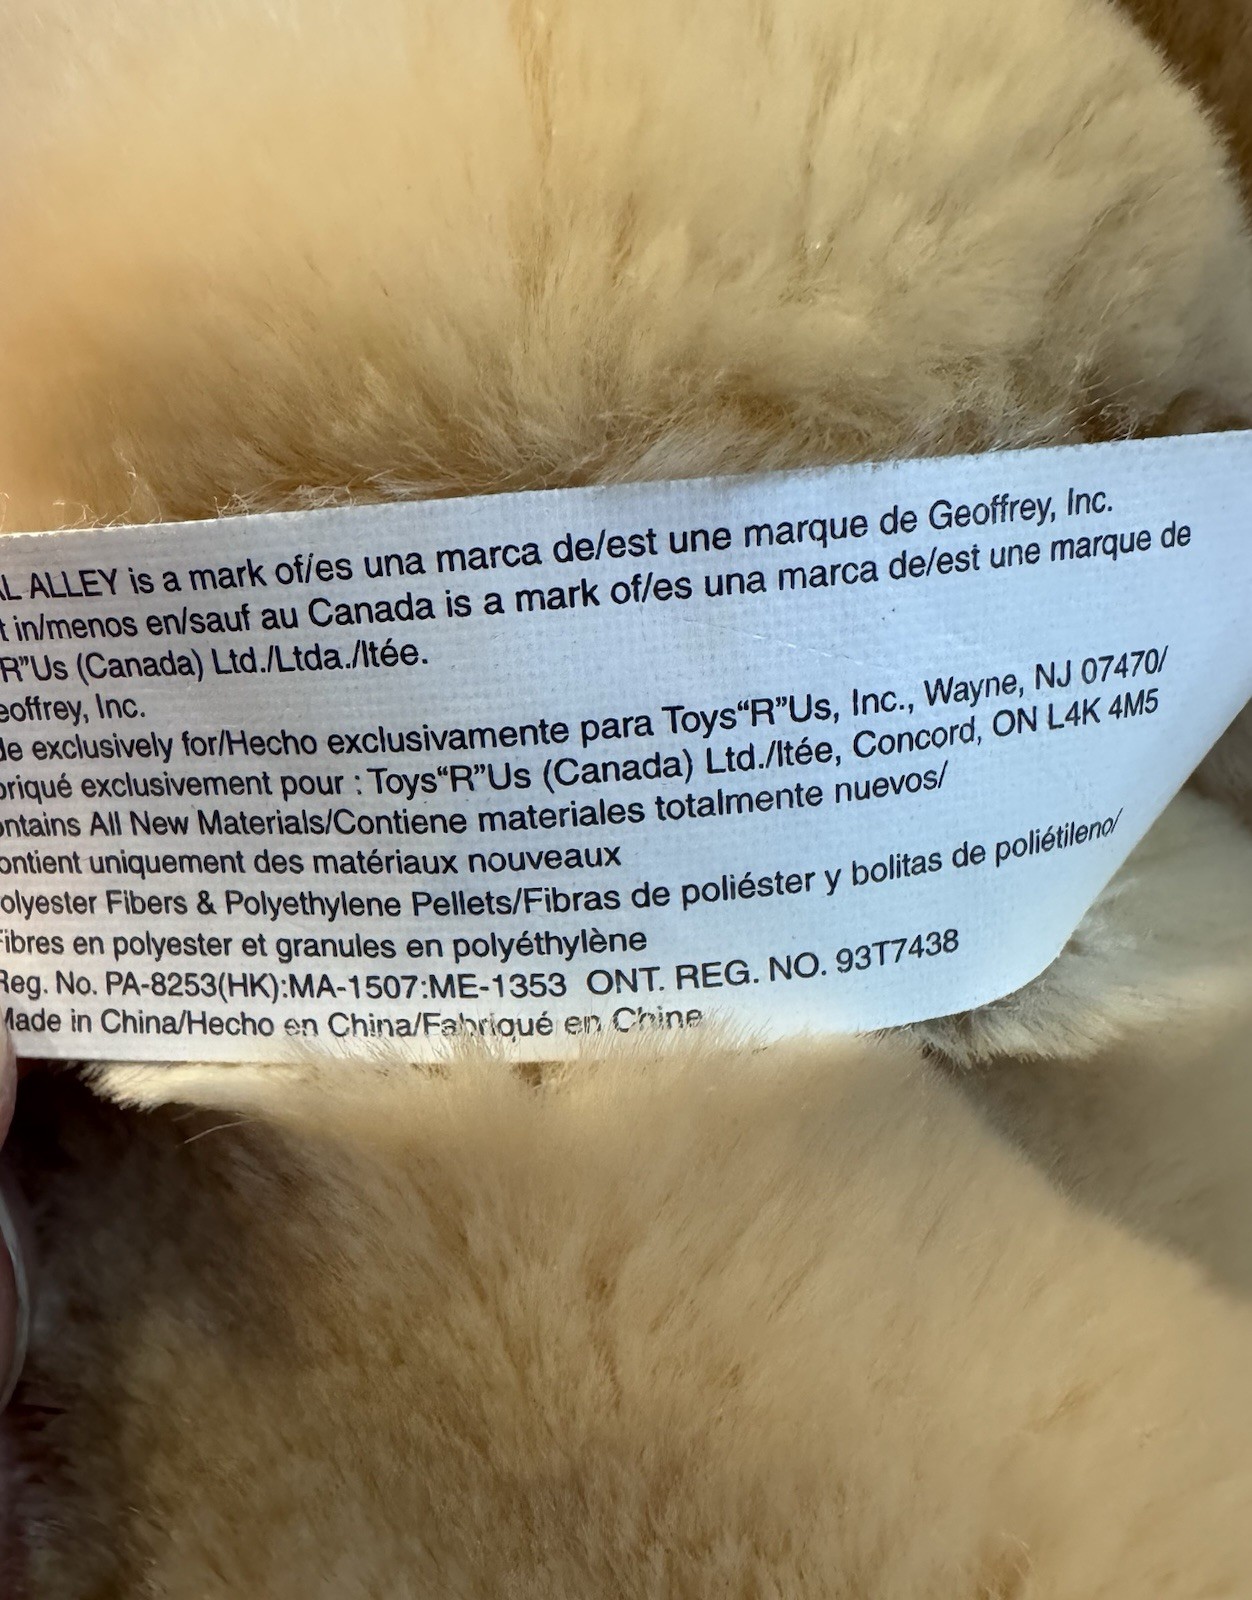 AL ALLEY is a mark of/es una marca de/est une marque de Geoffrey, Inc.
t in/menos en/sauf au Canada is a mark of/es una marca de/est une marque de
"R"Us (Canada) Ltd./Ltda./ltée.
eoffrey, Inc.
de exclusively for/Hecho exclusivamente para Toys“R”Us, Inc., Wayne, NJ 07470/
briqué exclusivement pour : Toys“R”Us (Canada) Ltd./ltée, Concord, ON L4K 4M5
ontains All New Materials/Contiene materiales totalmente nuevos/
ontient uniquement des matériaux nouveaux
olyester Fibers & Polyethylene Pellets/Fibras de poliéster y bolitas de poliétileno/
Fibres en polyester et granules en polyéthylène
Reg. No. PA-8253(HK):MA-1507:ME-1353 ONT. REG. NO. 93T7438
Made in China/Hecho en China/Fabriqué en Chine